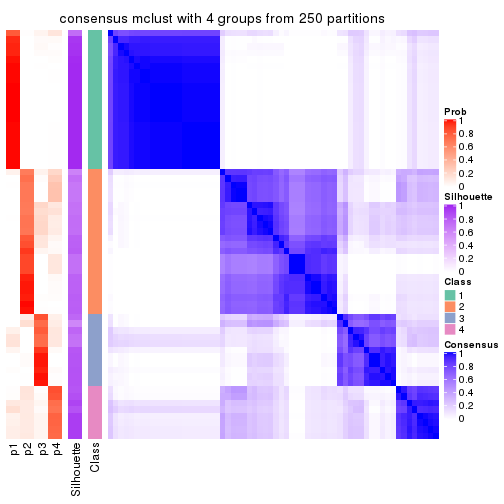 consensus mclust with 4 groups from 250 partitions
Prob
1
0.8
0.6
0.4
0.2
0
Silhouette
1
0.8
0.6
0.4
0.2
0
Class
1
2
3
4
Consensus
1
0.8
0.6
0.4
0.2
0
p1
p2
p3
p4
Silhouette
Class